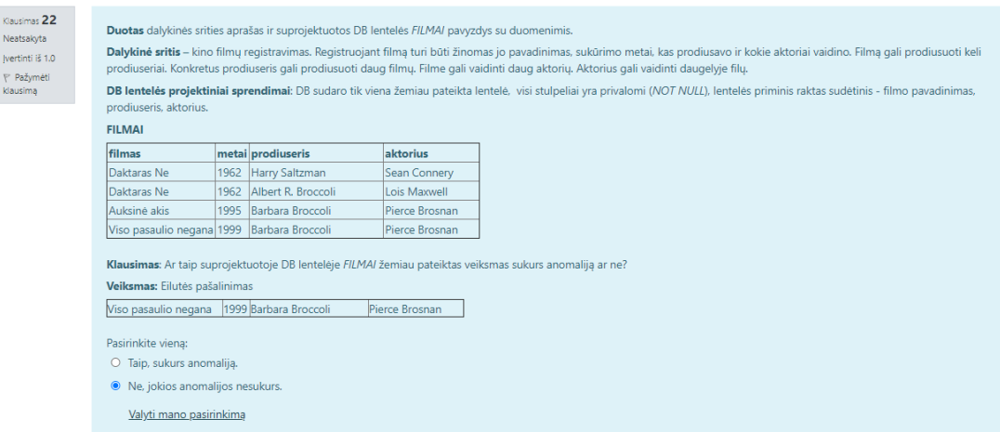 Klausimas 22
Neatsakyta
Įvertinti iš 1.0
Pažymėti
klausimą
Duotas dalykinės srities aprašas ir suprojektuotos DB lentelės FILMAI pavyzdys su duomenimis.
Dalykinė sritis – kino filmų registravimas. Registruojant filmą turi būti žinomas jo pavadinimas, sukūrimo metai, kas prodiusavo ir kokie aktoriai vaidino. Filmą gali prodiusuoti keli
prodiuseriai. Konkretus prodiuseris gali prodiusuoti daug filmų. Filme gali vaidinti daug aktorių. Aktorius gali vaidinti daugelyje filų.
DB lentelės projektiniai sprendimai: DB sudaro tik viena žemiau pateikta lentelė, visi stulpeliai yra privalomi (NOT NULL), lentelės priminis raktas sudėtinis - filmo pavadinimas,
prodiuseris, aktorius.
FILMAI
filmas metai prodiuseris aktorius
Daktaras Ne 1962 Harry Saltzman Sean Connery
Daktaras Ne 1962 Albert R. Broccoli Lois Maxwell
Auksinė akis 1995 Barbara Broccoli Pierce Brosnan
Viso pasaulio negana 1999 Barbara Broccoli Pierce Brosnan
Klausimas: Ar taip suprojektuotoje DB lentelėje FILMAI žemiau pateiktas veiksmas sukurs anomaliją ar ne?
Veiksmas: Eilutės pašalinimas
Viso pasaulio negana 1999 Barbara Broccoli Pierce Brosnan
Pasirinkite vieną:
Taip, sukurs anomaliją.
Ne, jokios anomalijos nesukurs.
Valyti mano pasirinkimą